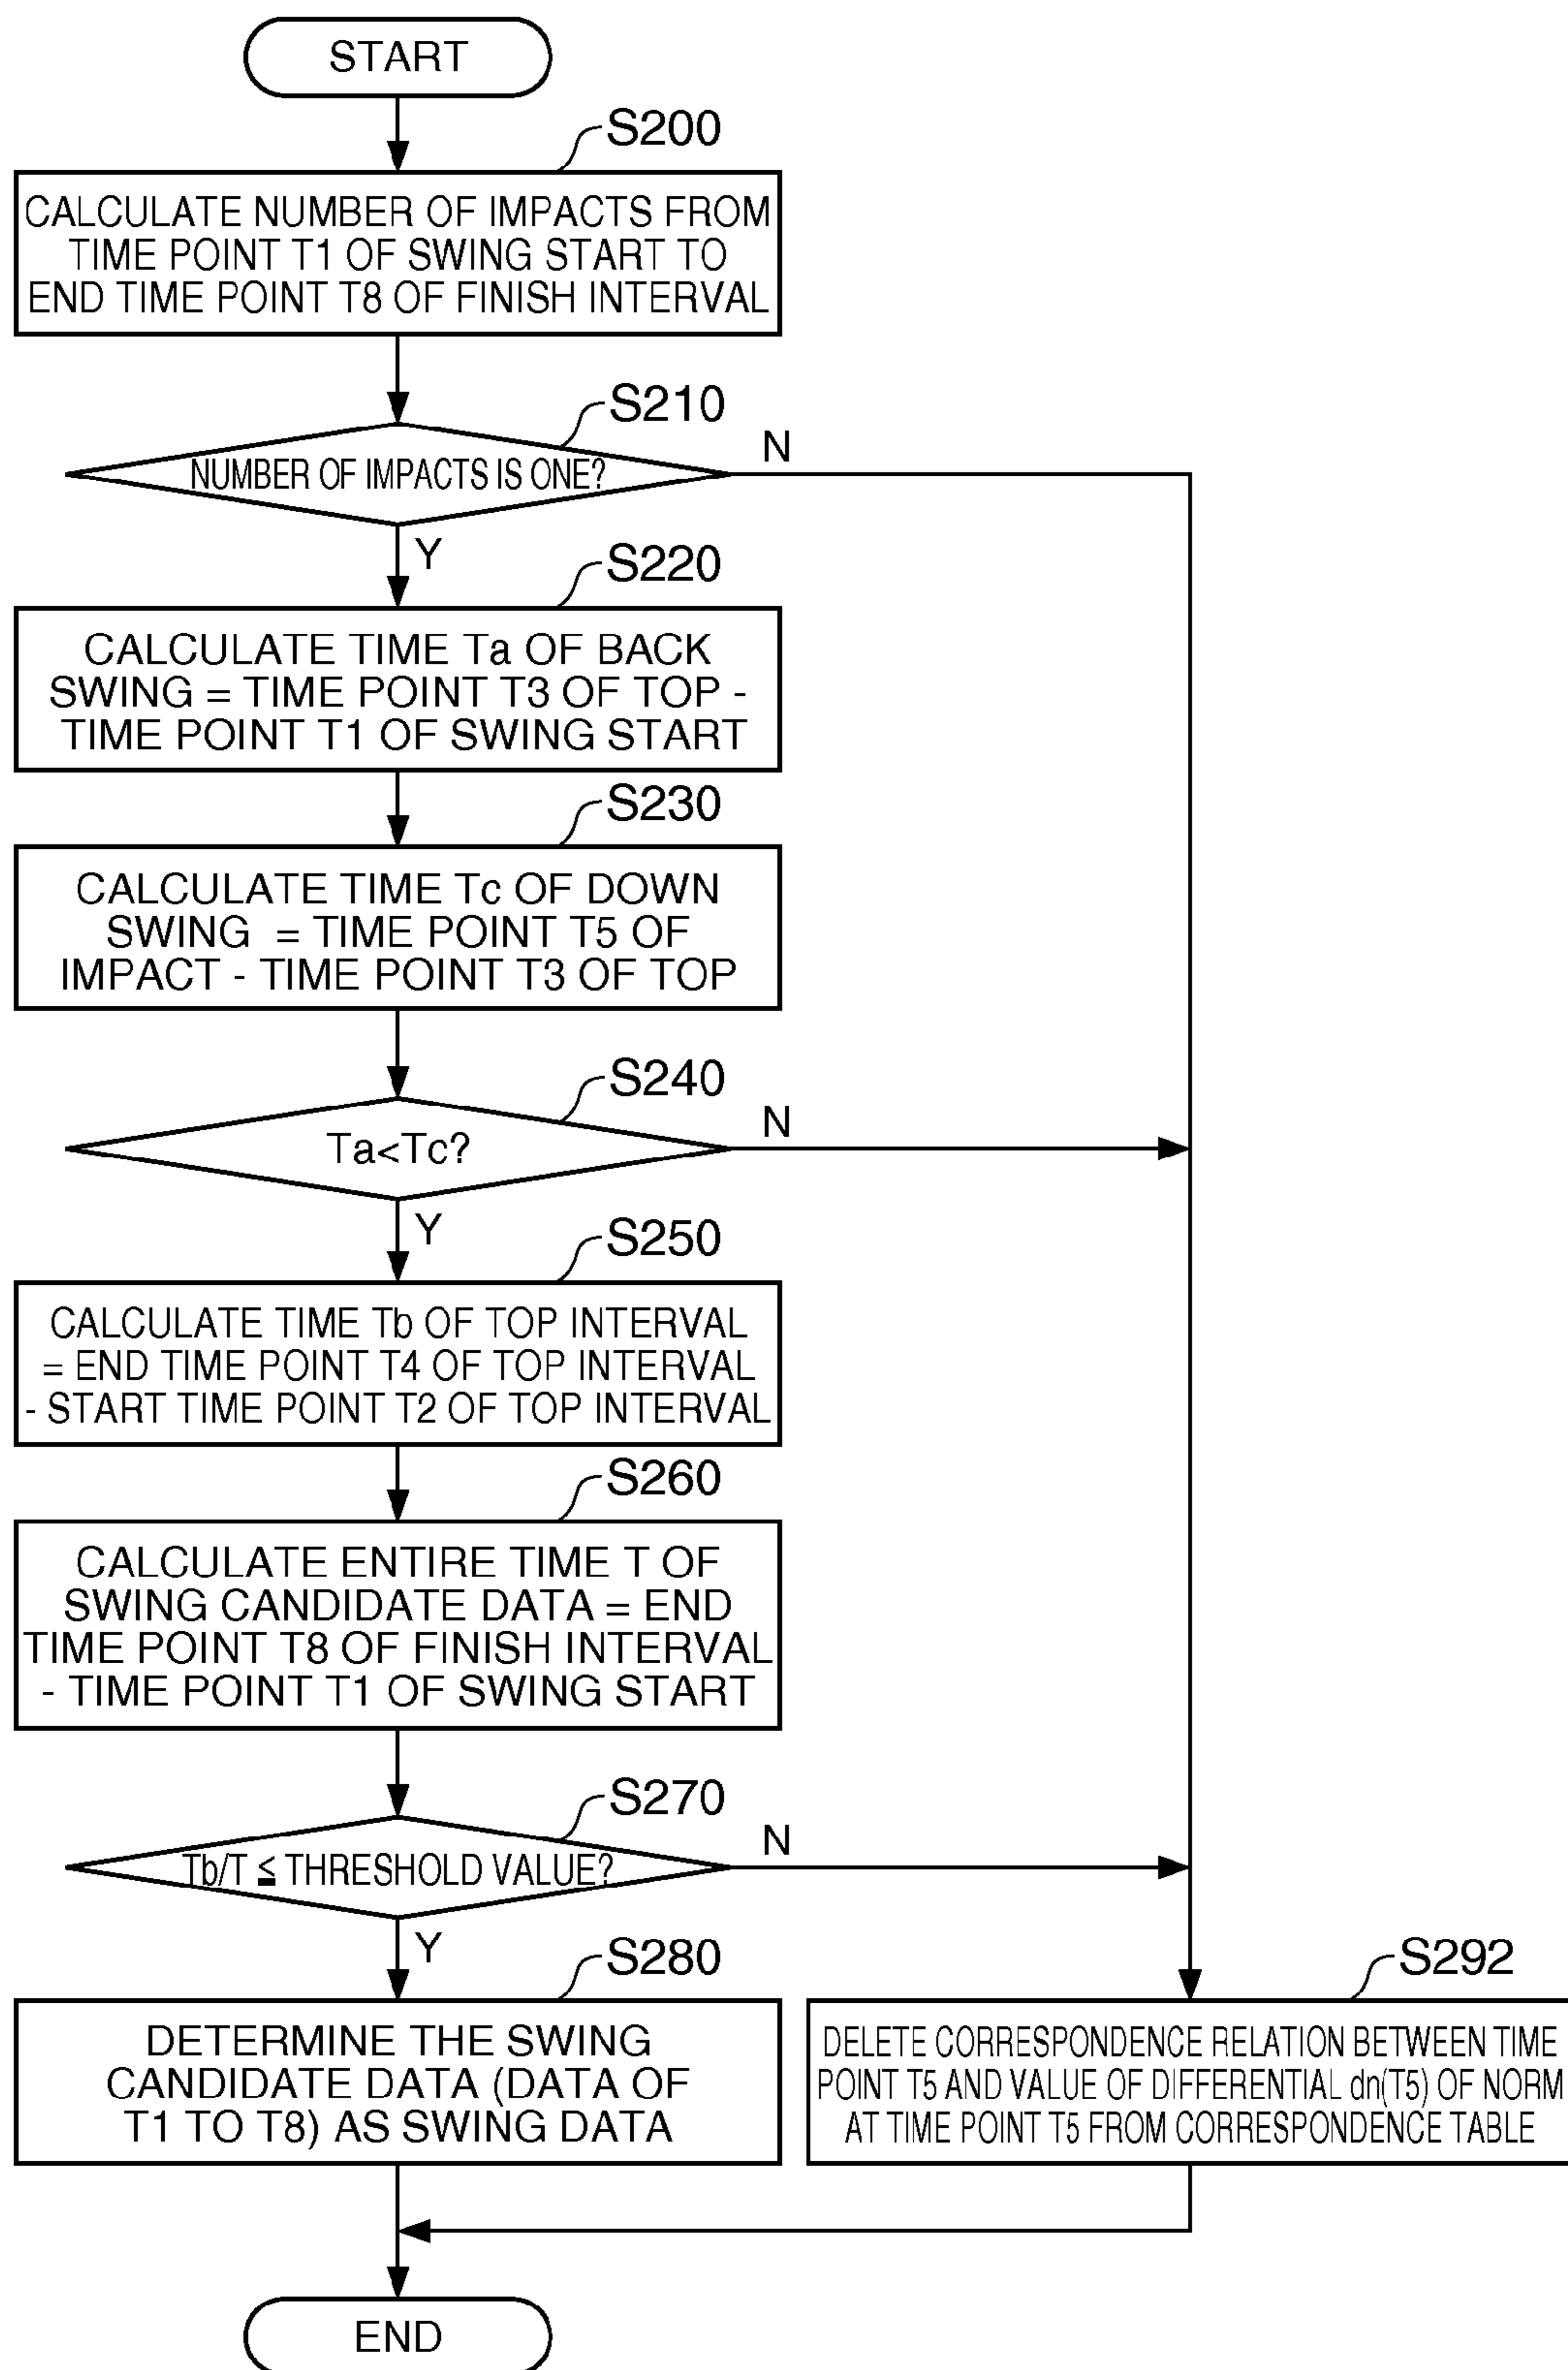 START
S200
CALCULATE NUMBER OF IMPACTS FROM
TIME POINT T1 OF SWING START TO
END TIME POINT T8 OF FINISH INTERVAL
S210
NUMBER OF IMPACTS IS ONE?
N
Y
S220
CALCULATE TIME Ta OF BACK
SWING = TIME POINT T3 OF TOP -
TIME POINT T1 OF SWING START
S230
CALCULATE TIME Tc OF DOWN
SWING = TIME POINT T5 OF
IMPACT - TIME POINT T3 OF TOP
S240
Ta<Tc?
N
Y
S250
CALCULATE TIME Tb OF TOP INTERVAL
= END TIME POINT T4 OF TOP INTERVAL
- START TIME POINT T2 OF TOP INTERVAL
S260
CALCULATE ENTIRE TIME T OF
SWING CANDIDATE DATA = END
TIME POINT T8 OF FINISH INTERVAL
- TIME POINT T1 OF SWING START
S270
Tb/T ≦ THRESHOLD VALUE?
N
Y
S280
DETERMINE THE SWING
CANDIDATE DATA (DATA OF
T1 TO T8) AS SWING DATA
S292
DELETE CORRESPONDENCE RELATION BETWEEN TIME
POINT T5 AND VALUE OF DIFFERENTIAL dn(T5) OF NORM
AT TIME POINT T5 FROM CORRESPONDENCE TABLE
END